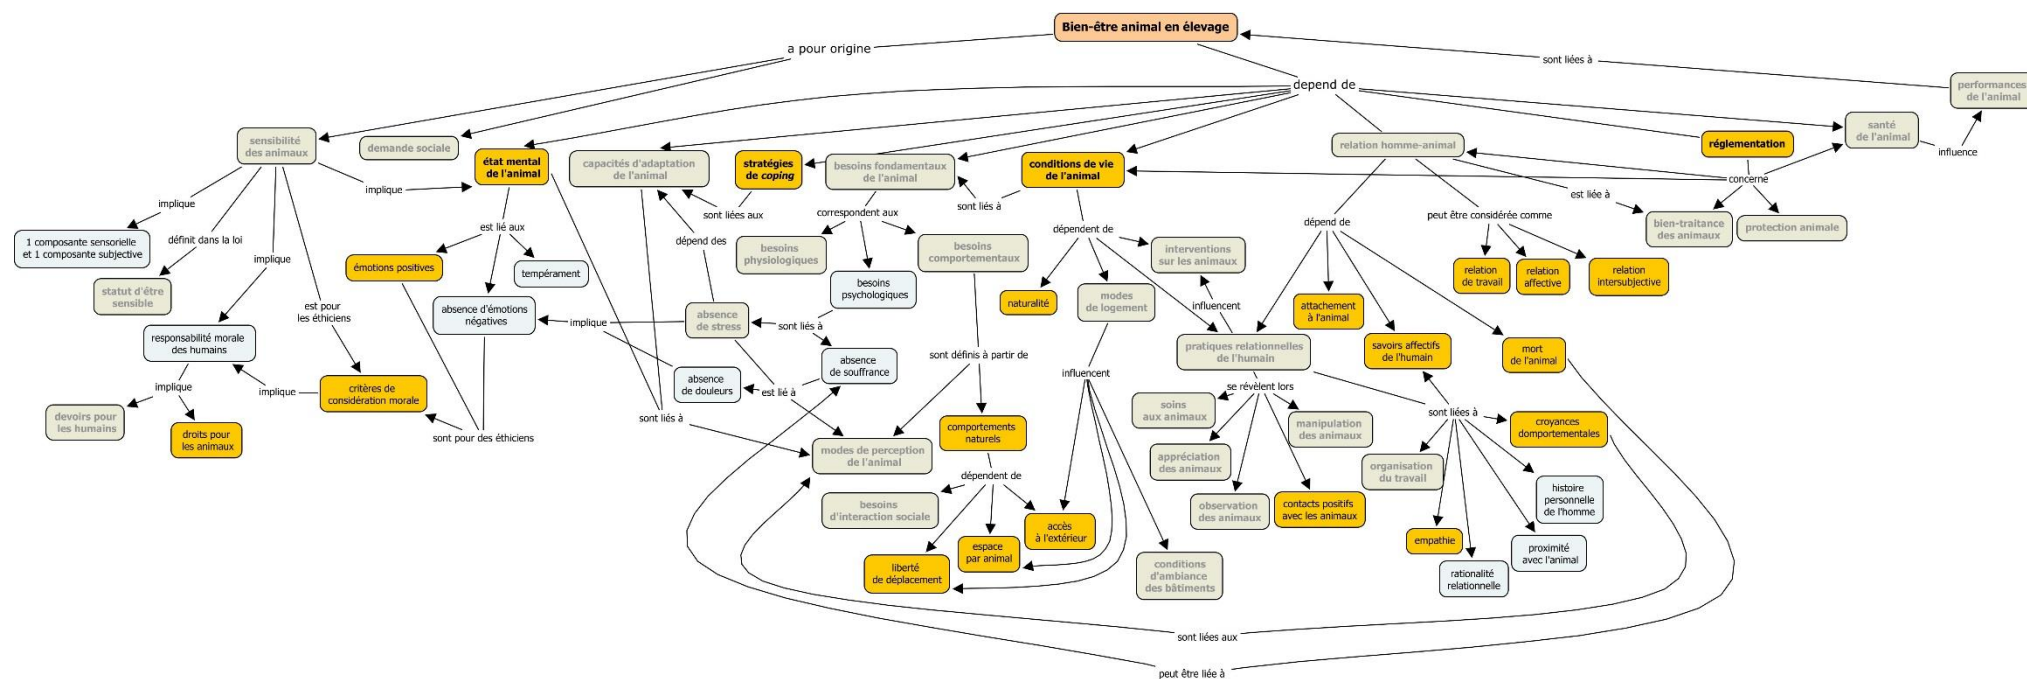 Bien-être animal en élevage
a pour origine
sont liées à
depend de
performances
de l'animal
sensibilité
des animaux
demande sociale
état mental
de l'animal
capacités d'adaptation
de l'animal
stratégies
de coping
besoins fondamentaux
de l'animal
conditions de vie
de l'animal
relation homme-animal
réglementation
santé
de l'animal
influence
implique
implique
sont liées aux
sont liés à
concerne
est liée à
1 composante sensorielle
et 1 composante subjective
définit dans la loi
implique
est lié aux
dépend des
correspondent aux
dépendent de
dépend de
peut être considérée comme
bien-traitance
des animaux
protection animale
statut d'être
sensible
est pour
les éthiciens
émotions positives
tempérament
besoins
physiologiques
besoins
psychologiques
besoins
comportementaux
interventions
sur les animaux
relation
de travail
relation
affective
relation
intersubjective
naturalité
modes
de logement
influencent
attachement
à l'animal
absence d'émotions
négatives
implique
absence
de stress
sont liés à
responsabilité morale
des humains
pratiques relationnelles
de l'humain
savoirs affectifs
de l'humain
mort
de l'animal
absence
de souffrance
sont définis à partir de
absence
de douleurs
est lié à
influencent
se révèlent lors
implique
implique
critères de
considération morale
devoirs pour
les humains
droits pour
les animaux
sont pour des éthiciens
sont liés à
modes de perception
de l'animal
comportements
naturels
soins
aux animaux
manipulation
des animaux
sont liées à
croyances
domportementales
appréciation
des animaux
organisation
du travail
dépendent de
besoins
d'interaction sociale
observation
des animaux
contacts positifs
avec les animaux
histoire
personnelle
de l'homme
accès
à l'extérieur
empathie
espace
par animal
proximité
avec l'animal
liberté
de déplacement
conditions
d'ambiance
des bâtiments
rationalité
relationnelle
sont liées aux
peut être liée à